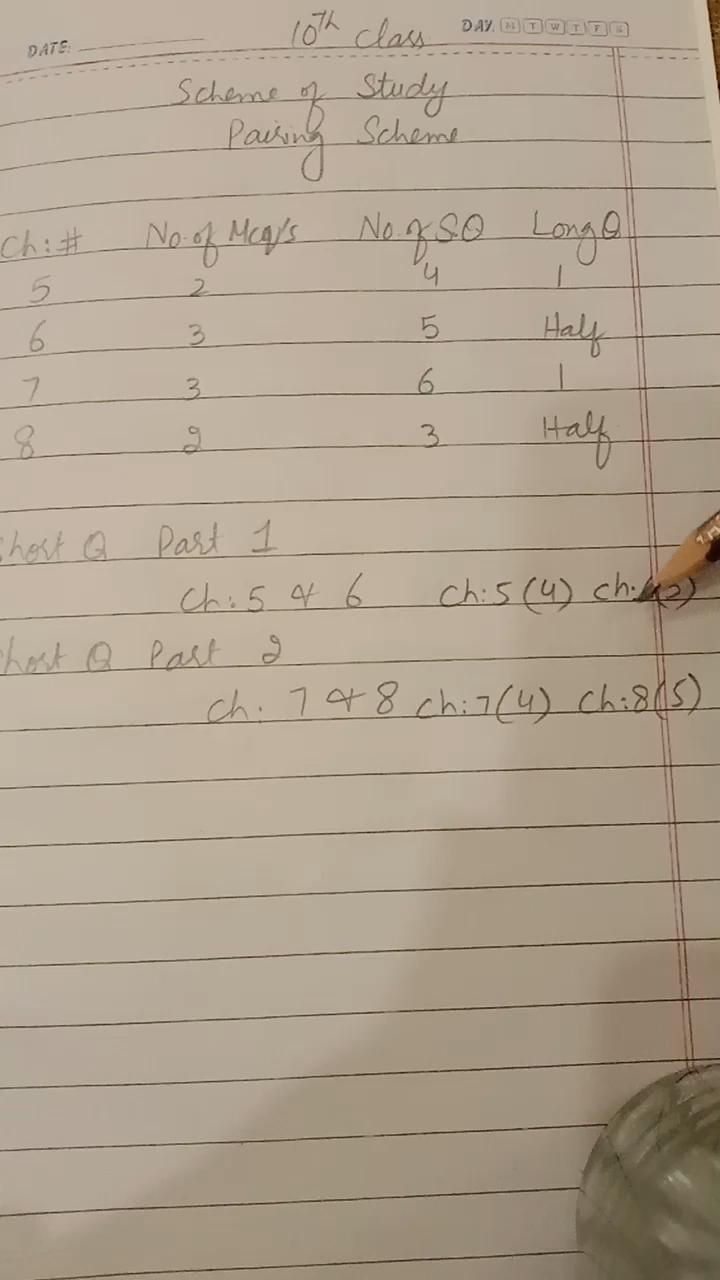 DATE: 10th Class DAY. M T W T F S
Scheme of Study
Pairing Scheme
Ch:# No. of Mcq/s No. of S.Q Long Q
5 2 4 1
6 3 5 Half
7 3 6 1
8 2 3 Half
Short Q Part 1
Ch: 5 & 6 Ch:5(4) Ch:
Short Q Part 2
Ch: 7 & 8 Ch:7(4) Ch:8(5)